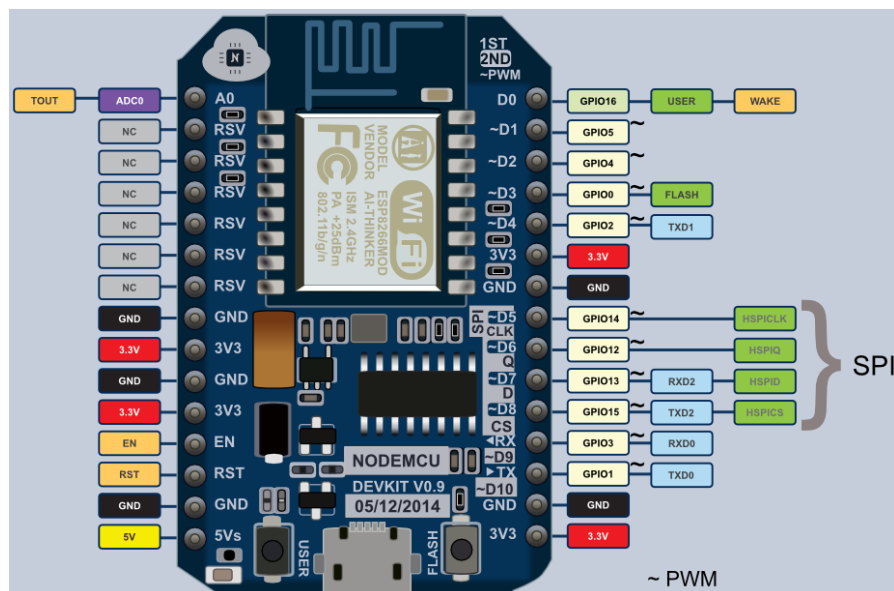 1ST
2ND
~PWM
TOUT ADC0 A0 D0 GPIO16 USER WAKE
NC RSV ~D1 GPIO5 ~
NC RSV ~D2 GPIO4 ~
NC RSV ~D3 GPIO0 ~ FLASH
NC RSV ~D4 GPIO2 ~ TXD1
NC RSV 3V3 3.3V
NC RSV GND GND
MODEL ESP8266MOD
VENDOR AI-THINKER
ISM 2.4GHz
PA +25dBm
802.11b/g/n
FC
Ai
Wi Fi
GND GND SPI ~D5 GPIO14 ~ HSPICLK
CLK
3.3V 3V3 ~D6 GPIO12 ~ HSPIQ
Q
GND GND ~D7 GPIO13 ~ RXD2 HSPID
D
3.3V 3V3 ~D8 GPIO15 ~ TXD2 HSPICS
CS
SPI
EN EN RX GPIO3 ~ RXD0
~D9
RST RST TX GPIO1 ~ TXD0
~D10
GND GND GND GND
5V 5Vs 3V3 3.3V
NODEMCU
DEVKIT V0.9
05/12/2014
USER
FLASH
~ PWM
N